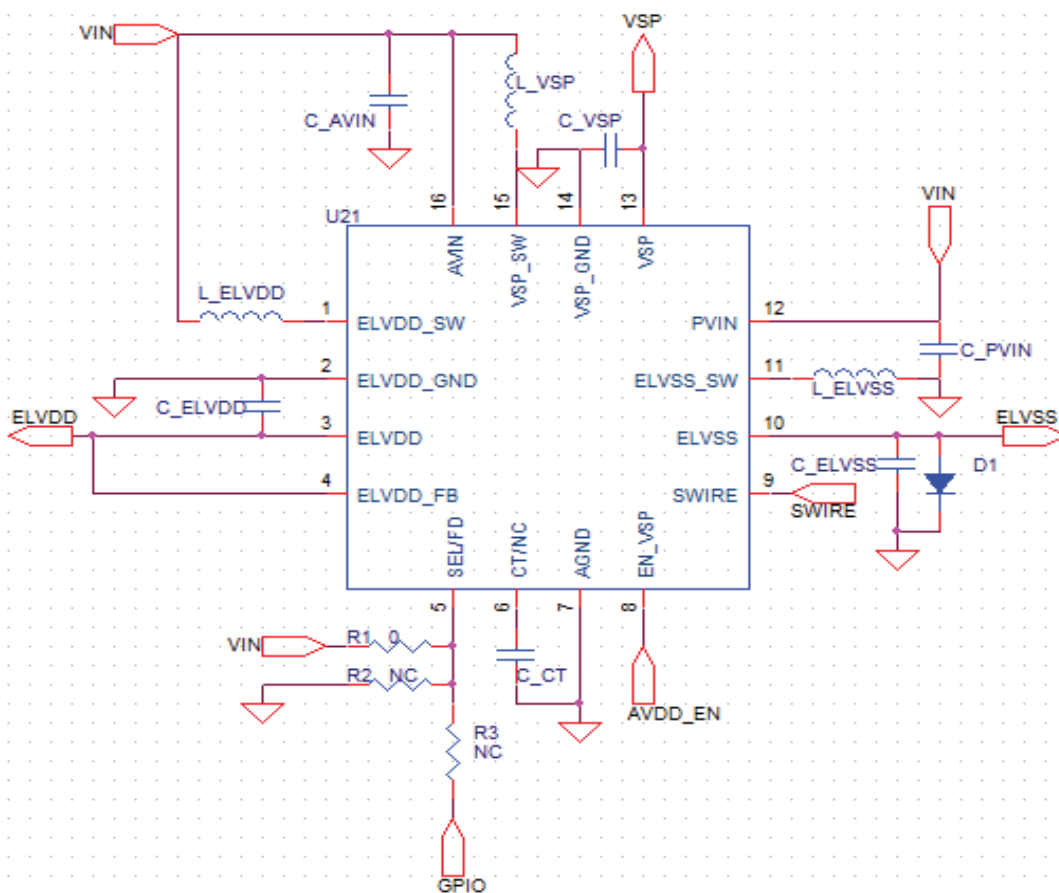 VIN
VSP
L_VSP
C_AVIN
C_VSP
VIN
U21
16
15
14
13
AVIN
VSP_SW
VSP_GND
VSP
L_ELVDD
1
ELVDD_SW
PVIN
12
C_PVIN
2
ELVDD_GND
ELVSS_SW
11
L_ELVSS
C_ELVDD
ELVDD
3
ELVDD
ELVSS
10
ELVSS
C_ELVSS
D1
4
ELVDD_FB
SWIRE
9
SWIRE
SEL/FD
CT/NC
AGND
EN_VSP
5
6
7
8
VIN
R1 0
R2 NC
C_CT
AVDD_EN
R3
NC
GPIO